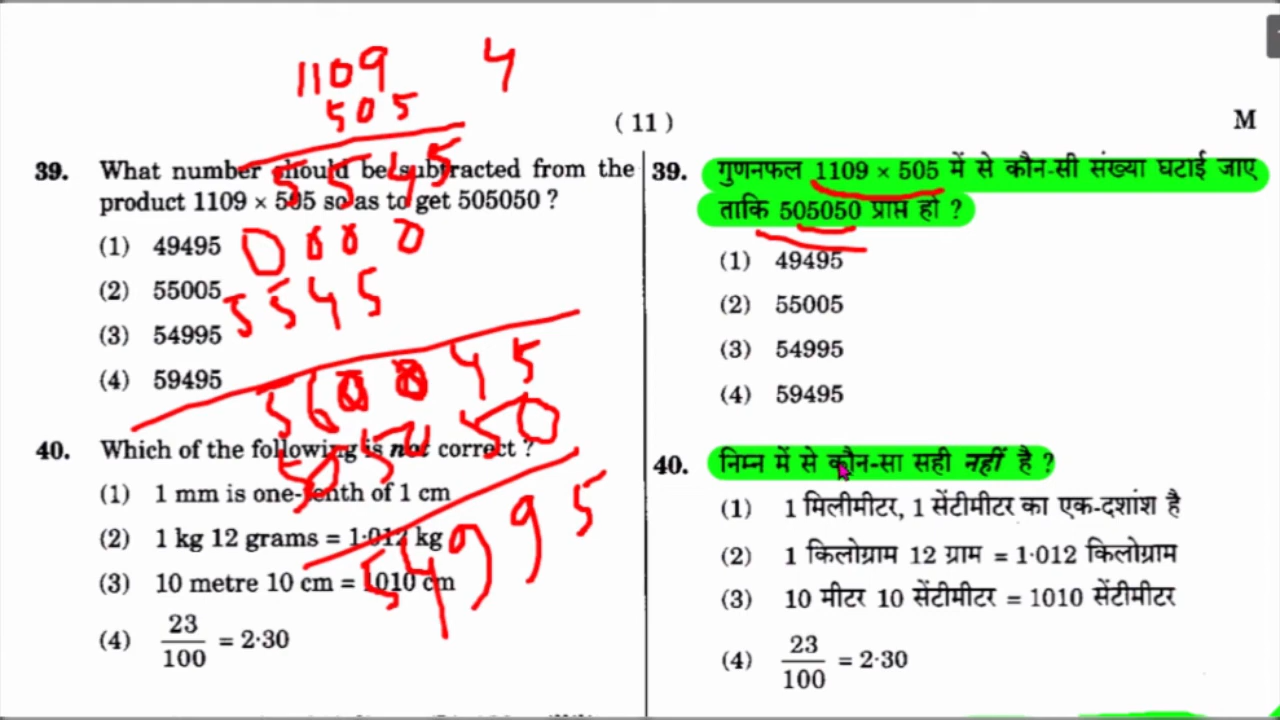 1109
4
505
( 11 )
M
39. What number should be subtracted from the
product 1109 × 505 so as to get 505050 ?
(1) 49495
(2) 55005
(3) 54995
(4) 59495
5545
0000
5545
560045
505050
54995
40. Which of the following is not correct ?
(1) 1 mm is one-tenth of 1 cm
(2) 1 kg 12 grams = 1·012 kg
(3) 10 metre 10 cm = 1010 cm
(4) 23/100 = 2·30
39. गुणनफल 1109 × 505 में से कौन-सी संख्या घटाई जाए
ताकि 505050 प्राप्त हो ?
(1) 49495
(2) 55005
(3) 54995
(4) 59495
40. निम्न में से कौन-सा सही नहीं है ?
(1) 1 मिलीमीटर, 1 सेंटीमीटर का एक-दशांश है
(2) 1 किलोग्राम 12 ग्राम = 1·012 किलोग्राम
(3) 10 मीटर 10 सेंटीमीटर = 1010 सेंटीमीटर
(4) 23/100 = 2·30